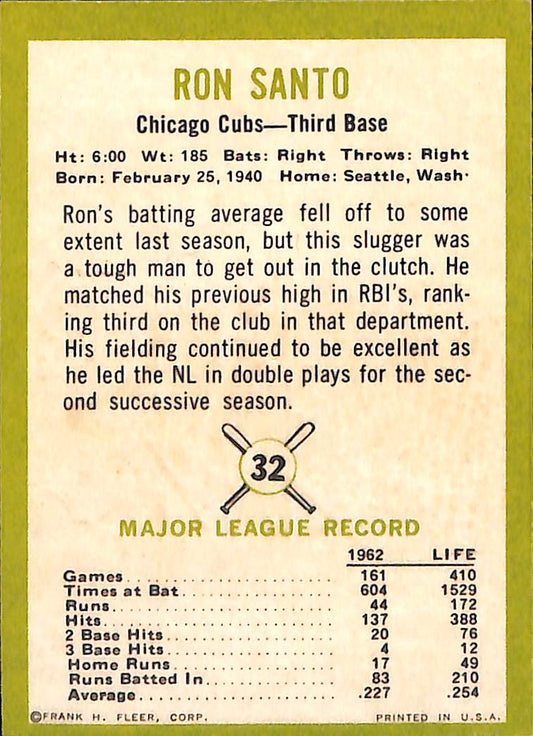 RON SANTO
Chicago Cubs—Third Base
Ht: 6:00 Wt: 185 Bats: Right Throws: Right
Born: February 25, 1940 Home: Seattle, Wash.
Ron's batting average fell off to some
extent last season, but this slugger was
a tough man to get out in the clutch. He
matched his previous high in RBI's, rank-
ing third on the club in that department.
His fielding continued to be excellent as
he led the NL in double plays for the sec-
ond successive season.
32
MAJOR LEAGUE RECORD
1962 LIFE
Games 161 410
Times at Bat 604 1529
Runs 44 172
Hits 137 388
2 Base Hits 20 76
3 Base Hits 4 12
Home Runs 17 49
Runs Batted In 83 210
Average .227 .254
©FRANK H. FLEER, CORP. PRINTED IN U.S.A.